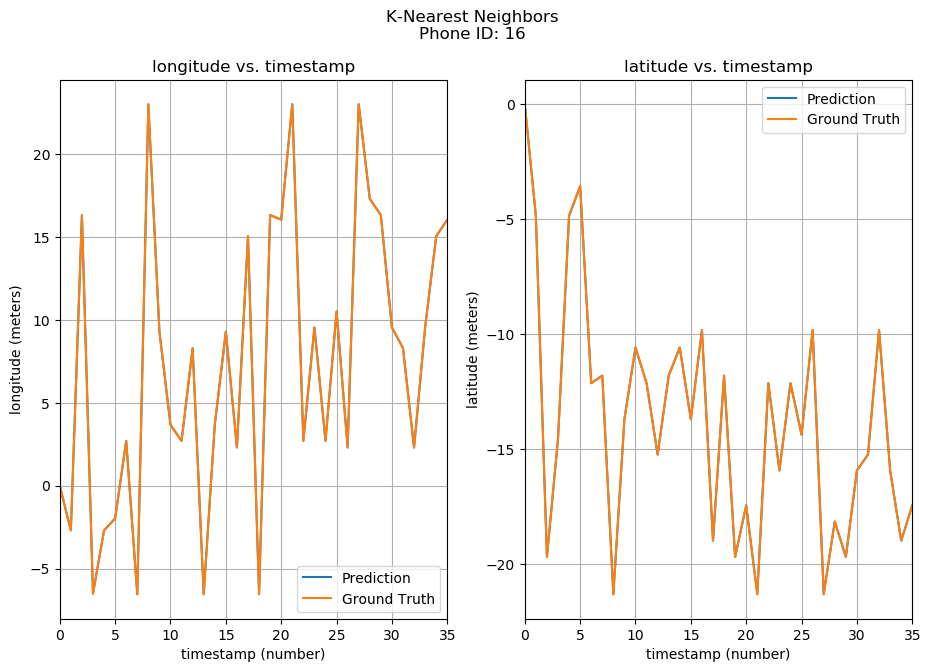 K-Nearest Neighbors
Phone ID: 16
longitude vs. timestamp
longitude (meters)
20
15
10
5
0
−5
0 5 10 15 20 25 30 35
timestamp (number)
Prediction
Ground Truth
latitude vs. timestamp
latitude (meters)
0
−5
−10
−15
−20
0 5 10 15 20 25 30 35
timestamp (number)
Prediction
Ground Truth